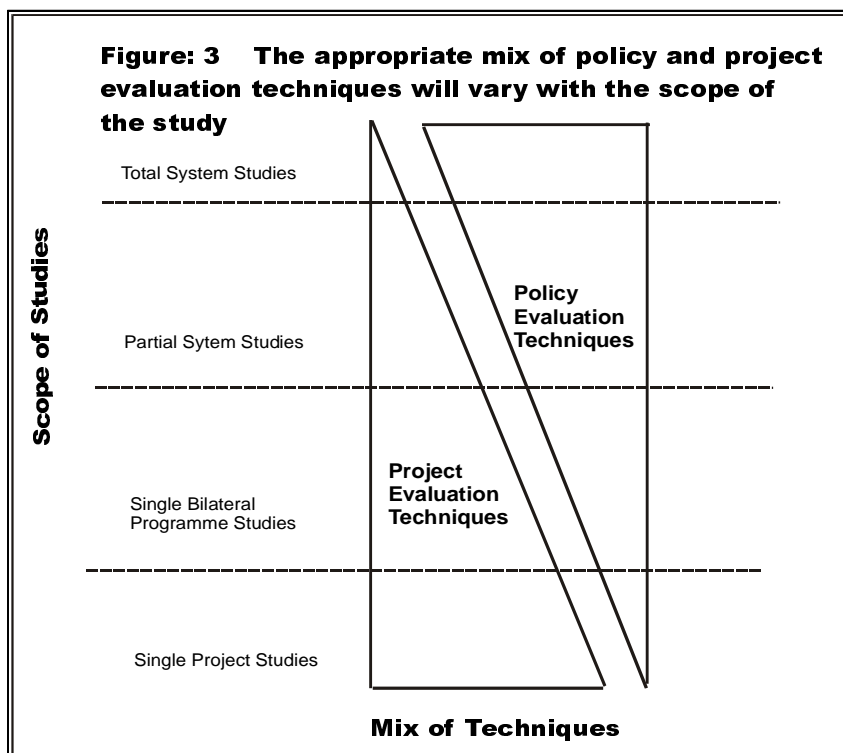 Figure: 3 The appropriate mix of policy and project
evaluation techniques will vary with the scope of
the study
Total System Studies
Scope of Studies
Policy
Evaluation
Techniques
Partial Sytem Studies
Project
Evaluation
Techniques
Single Bilateral
Programme Studies
Single Project Studies
Mix of Techniques